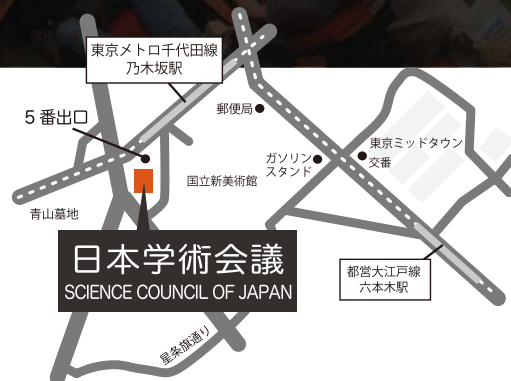 東京メトロ千代田線
乃木坂駅
5番出口
郵便局
東京ミッドタウン
交番
ガソリン
スタンド
国立新美術館
青山墓地
日本学術会議
SCIENCE COUNCIL OF JAPAN
都営大江戸線
六本木駅
星条旗通り